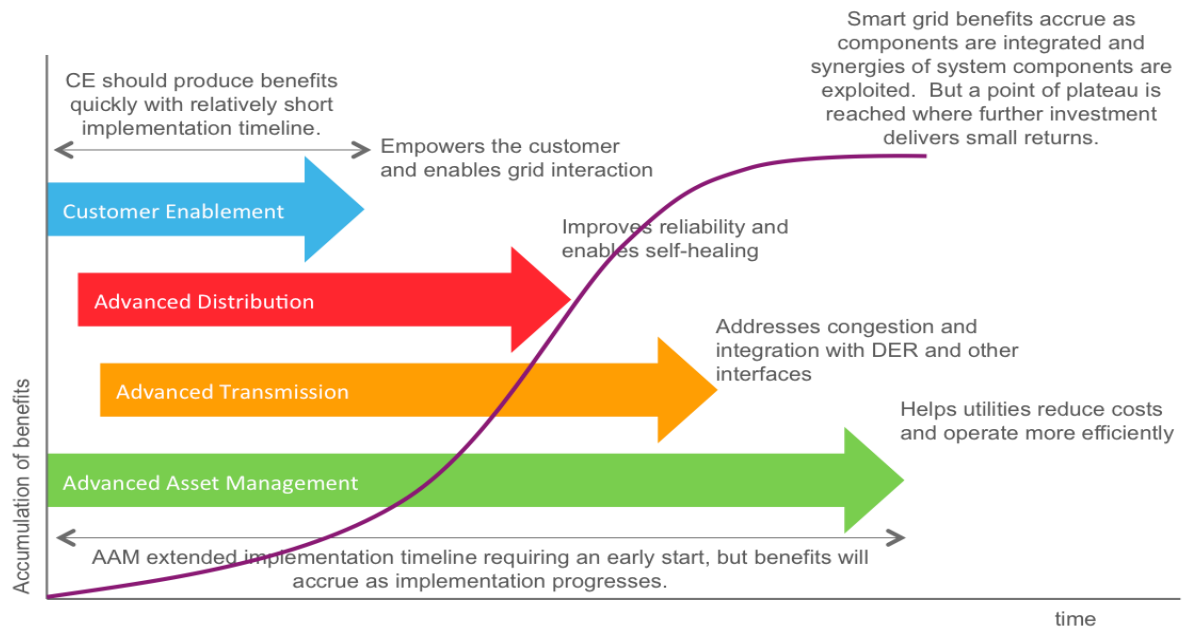 Smart grid benefits accrue as
components are integrated and
synergies of system components are
exploited.  But a point of plateau is
reached where further investment
delivers small returns.
CE should produce benefits
quickly with relatively short
implementation timeline.
Empowers the customer
and enables grid interaction
Customer Enablement
Improves reliability and
enables self-healing
Advanced Distribution
Addresses congestion and
integration with DER and other
interfaces
Advanced Transmission
Helps utilities reduce costs
and operate more efficiently
Advanced Asset Management
AAM extended implementation timeline requiring an early start, but benefits will
accrue as implementation progresses.
Accumulation of benefits
time